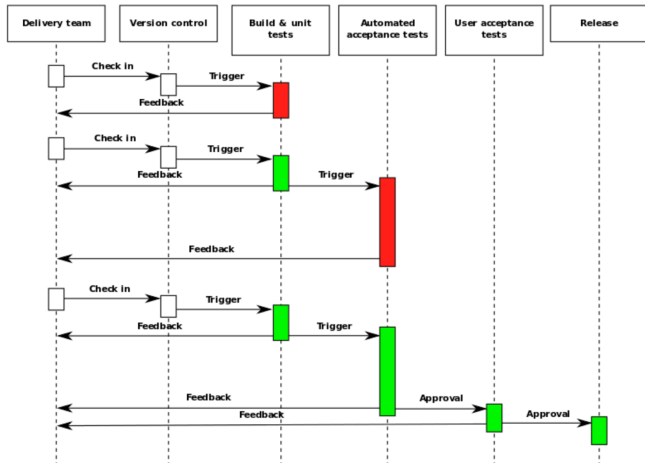 Delivery team
Version control
Build & unit
tests
Automated
acceptance tests
User acceptance
tests
Release
Check in
Trigger
Feedback
Check in
Trigger
Feedback
Trigger
Feedback
Check in
Trigger
Feedback
Trigger
Feedback
Approval
Feedback
Approval